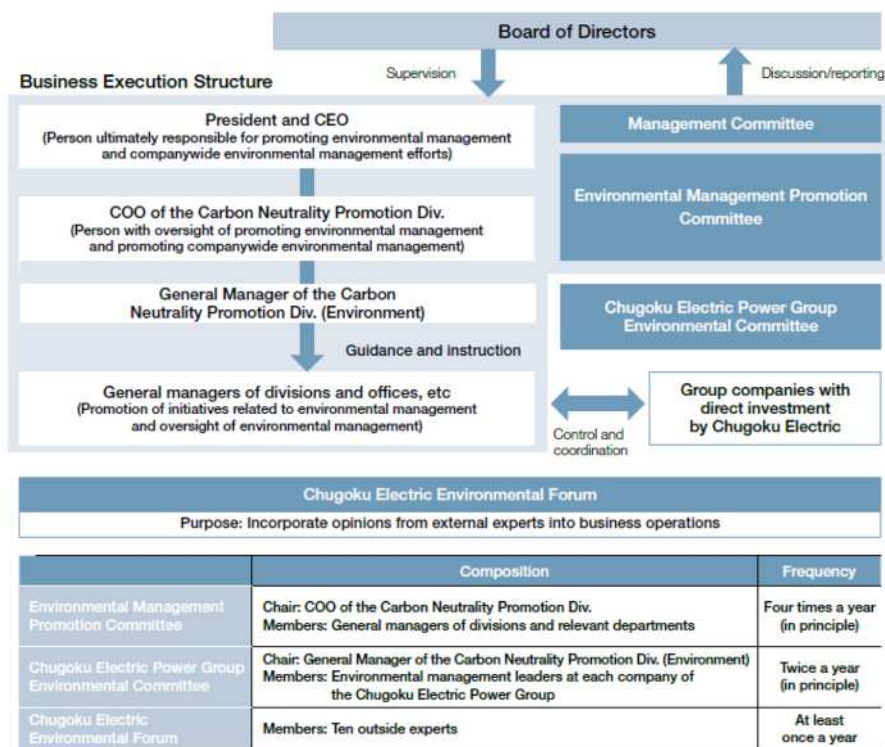 Board of Directors
Business Execution Structure
Supervision
Discussion/reporting
President and CEO
(Person ultimately responsible for promoting environmental management
and companywide environmental management efforts)
Management Committee
Environmental Management Promotion
Committee
COO of the Carbon Neutrality Promotion Div.
(Person with oversight of promoting environmental management
and promoting companywide environmental management)
General Manager of the Carbon
Neutrality Promotion Div. (Environment)
Chugoku Electric Power Group
Environmental Committee
Guidance and instruction
General managers of divisions and offices, etc
(Promotion of initiatives related to environmental management
and oversight of environmental management)
Control and
coordination
Group companies with
direct investment
by Chugoku Electric
Chugoku Electric Environmental Forum
Purpose: Incorporate opinions from external experts into business operations
Composition
Frequency
Environmental Management
Promotion Committee
Chair: COO of the Carbon Neutrality Promotion Div.
Members: General managers of divisions and relevant departments
Four times a year
(in principle)
Chugoku Electric Power Group
Environmental Committee
Chair: General Manager of the Carbon Neutrality Promotion Div. (Environment)
Members: Environmental management leaders at each company of
the Chugoku Electric Power Group
Twice a year
(in principle)
Chugoku Electric
Environmental Forum
Members: Ten outside experts
At least
once a year